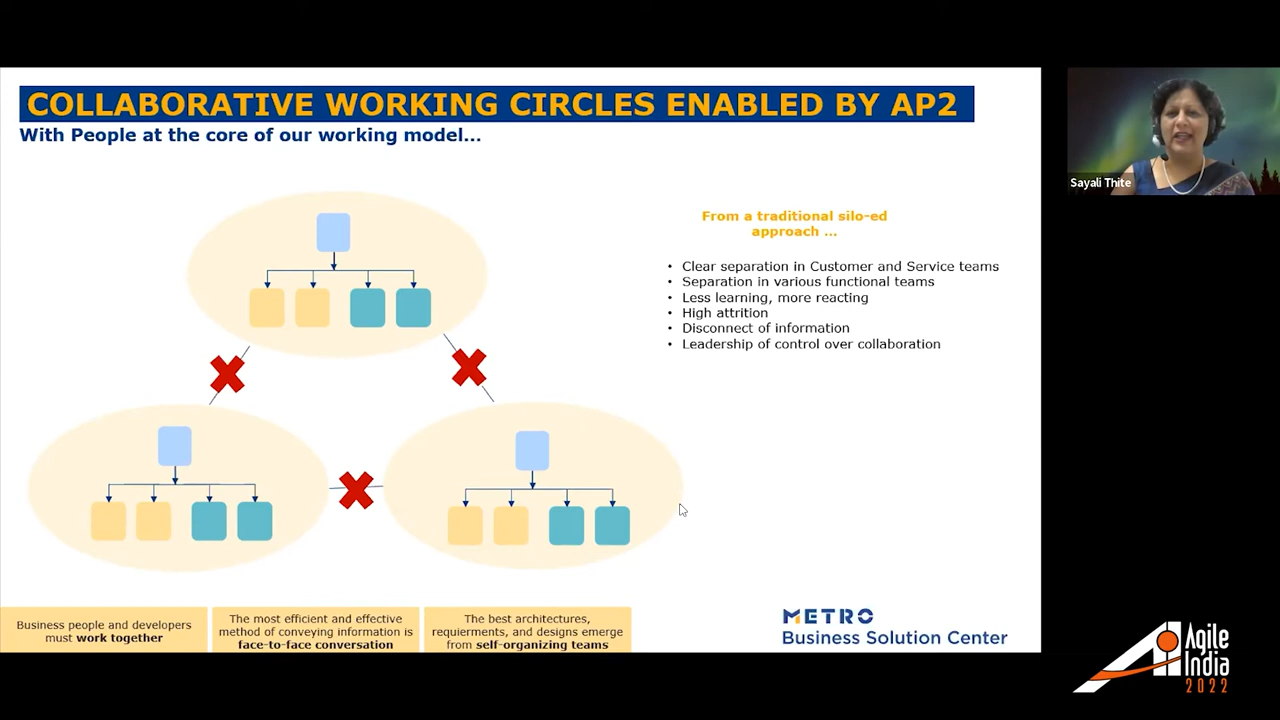 COLLABORATIVE WORKING CIRCLES ENABLED BY AP2
With People at the core of our working model...
Sayali Thite
From a traditional silo-ed
approach ...
• Clear separation in Customer and Service teams
• Separation in various functional teams
• Less learning, more reacting
• High attrition
• Disconnect of information
• Leadership of control over collaboration
Business people and developers
must work together
The most efficient and effective
method of conveying information is
face-to-face conversation
The best architectures,
requierments, and designs emerge
from self-organizing teams
METRO
Business Solution Center
Agile
India
2022